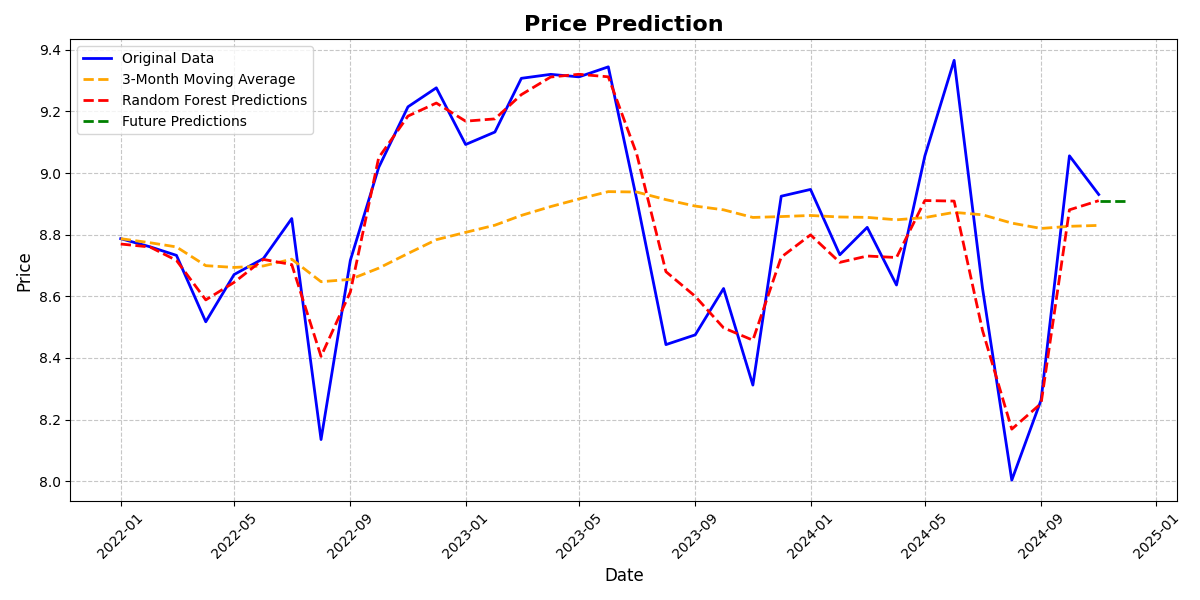 Price Prediction
Original Data
3-Month Moving Average
Random Forest Predictions
Future Predictions
Price
9.4
9.2
9.0
8.8
8.6
8.4
8.2
8.0
2022-01
2022-05
2022-09
2023-01
2023-05
2023-09
2024-01
2024-05
2024-09
2025-01
Date